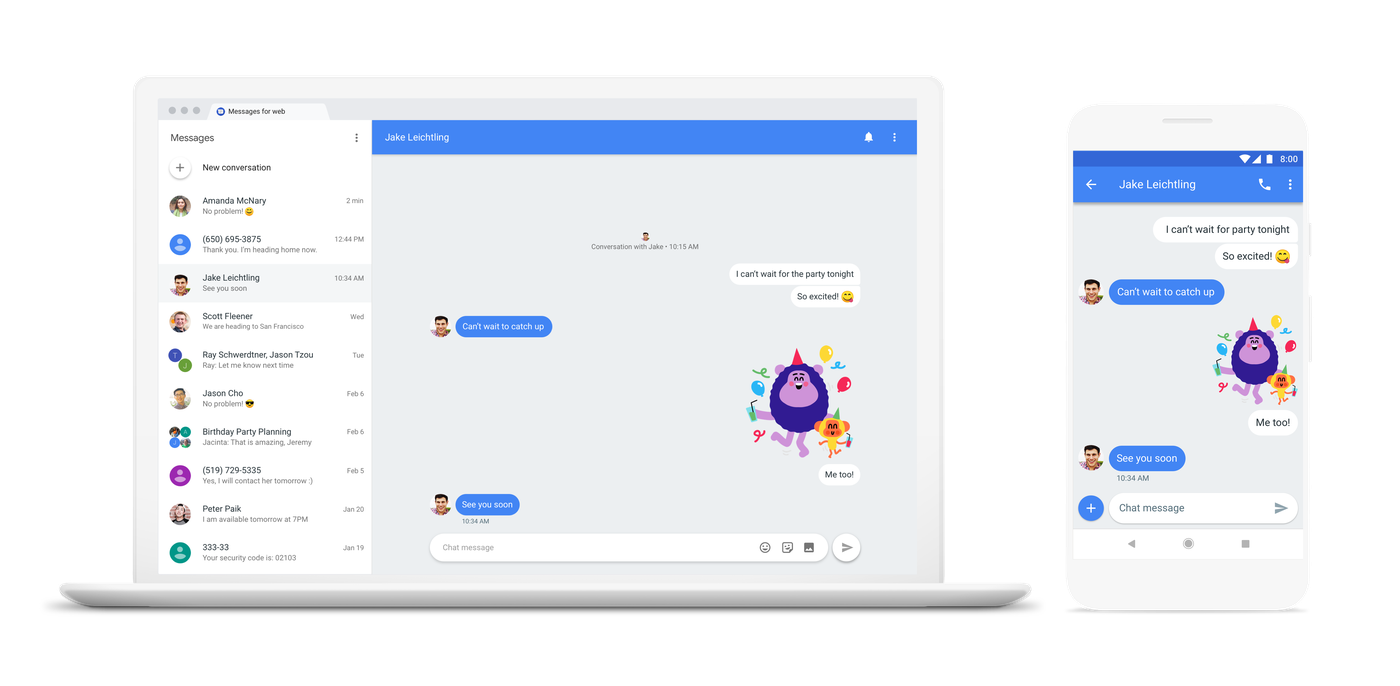 Messages for web
Messages
New conversation
Amanda McNary
2 min
No problem! 😄
(650) 695-3875
12:44 PM
Thank you. I'm heading home now.
Jake Leichtling
10:34 AM
See you soon
Scott Fleener
Wed
We are heading to San Francisco
Ray Schwerdtner, Jason Tzou
Tue
Ray: Let me know next time
T
J
Jason Cho
Feb 6
No problem! 😎
Birthday Party Planning
Feb 6
Jacinta: That is amazing, Jeremy
A
J
(519) 729-5335
Feb 5
Yes, I will contact her tomorrow :)
Peter Paik
Jan 20
I am available tomorrow at 7PM
333-33
Jan 19
Your security code is: 02103
Jake Leichtling
Conversation with Jake • 10:15 AM
I can't wait for the party tonight
So excited! 😋
Can't wait to catch up
Me too!
See you soon
10:34 AM
Chat message
8:00
Jake Leichtling
I can't wait for party tonight
So excited! 😋
Can't wait to catch up
Me too!
See you soon
10:34 AM
Chat message